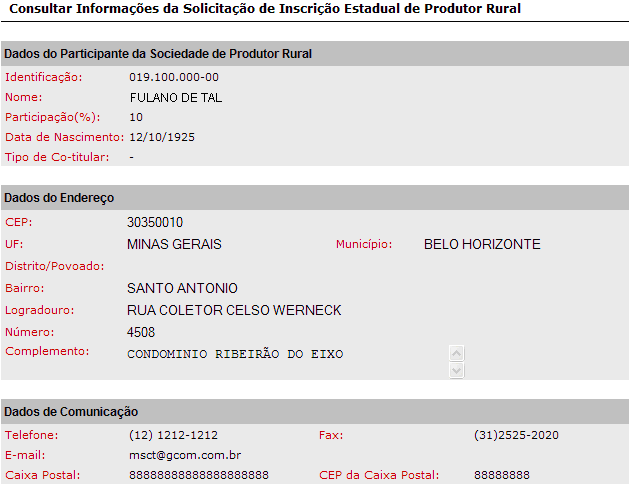 Consultar Informações da Solicitação de Inscrição Estadual de Produtor Rural
Dados do Participante da Sociedade de Produtor Rural
Identificação: 019.100.000-00
Nome: FULANO DE TAL
Participação(%): 10
Data de Nascimento: 12/10/1925
Tipo de Co-titular: -
Dados do Endereço
CEP: 30350010
UF: MINAS GERAIS Município: BELO HORIZONTE
Distrito/Povoado:
Bairro: SANTO ANTONIO
Logradouro: RUA COLETOR CELSO WERNECK
Número: 4508
Complemento: CONDOMINIO RIBEIRÃO DO EIXO
Dados de Comunicação
Telefone: (12) 1212-1212 Fax: (31)2525-2020
E-mail: msct@gcom.com.br
Caixa Postal: 88888888888888888888 CEP da Caixa Postal: 88888888